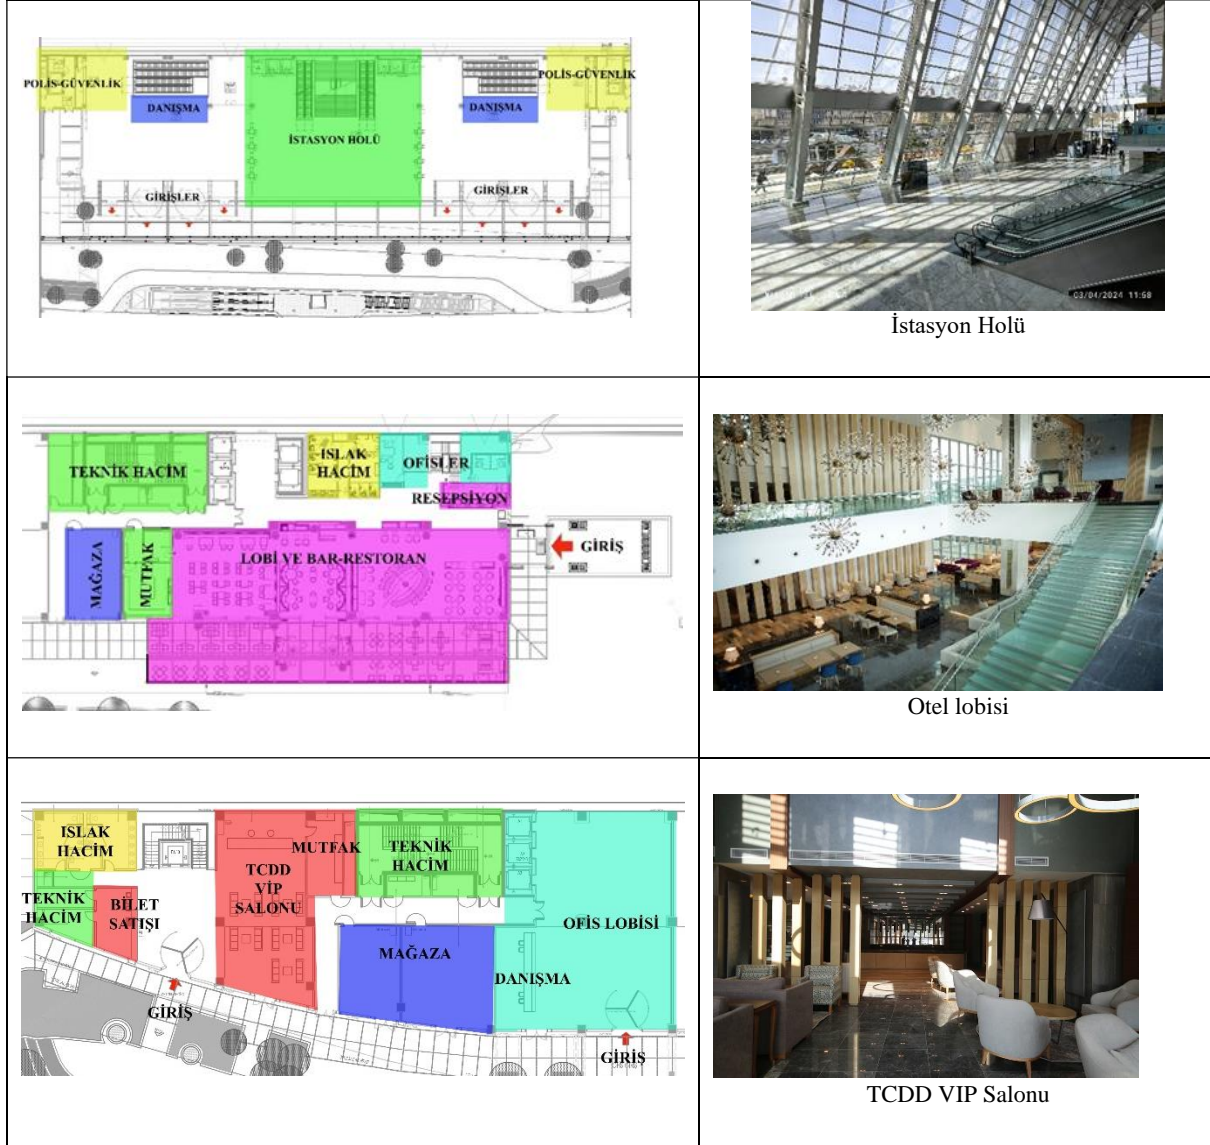 POLİS-GÜVENLİK
DANIŞMA
İSTASYON HOLÜ
DANIŞMA
POLİS-GÜVENLİK
GİRİŞLER
GİRİŞLER
03/04/2024 11:58
İstasyon Holü
TEKNİK HACİM
ISLAK
HACİM
OFİSLER
RESEPSİYON
MAĞAZA
MUTFAK
LOBİ VE BAR-RESTORAN
GİRİŞ
Otel lobisi
ISLAK
HACİM
TEKNİK
HACİM
BİLET
SATIŞI
GİRİŞ
TCDD
VİP
SALONU
MUTFAK
TEKNİK
HACİM
MAĞAZA
DANIŞMA
OFİS LOBİSİ
GİRİŞ
TCDD VIP Salonu